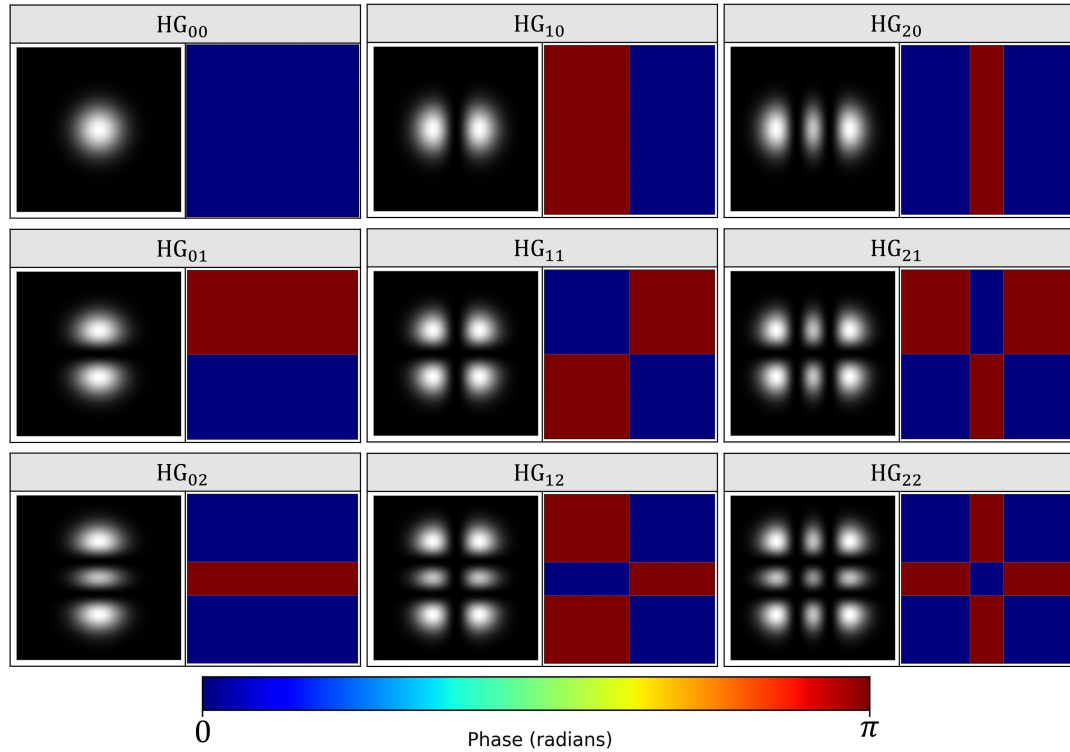 HG₀₀ HG₁₀ HG₂₀
HG₀₁ HG₁₁ HG₂₁
HG₀₂ HG₁₂ HG₂₂
0 π
Phase (radians)